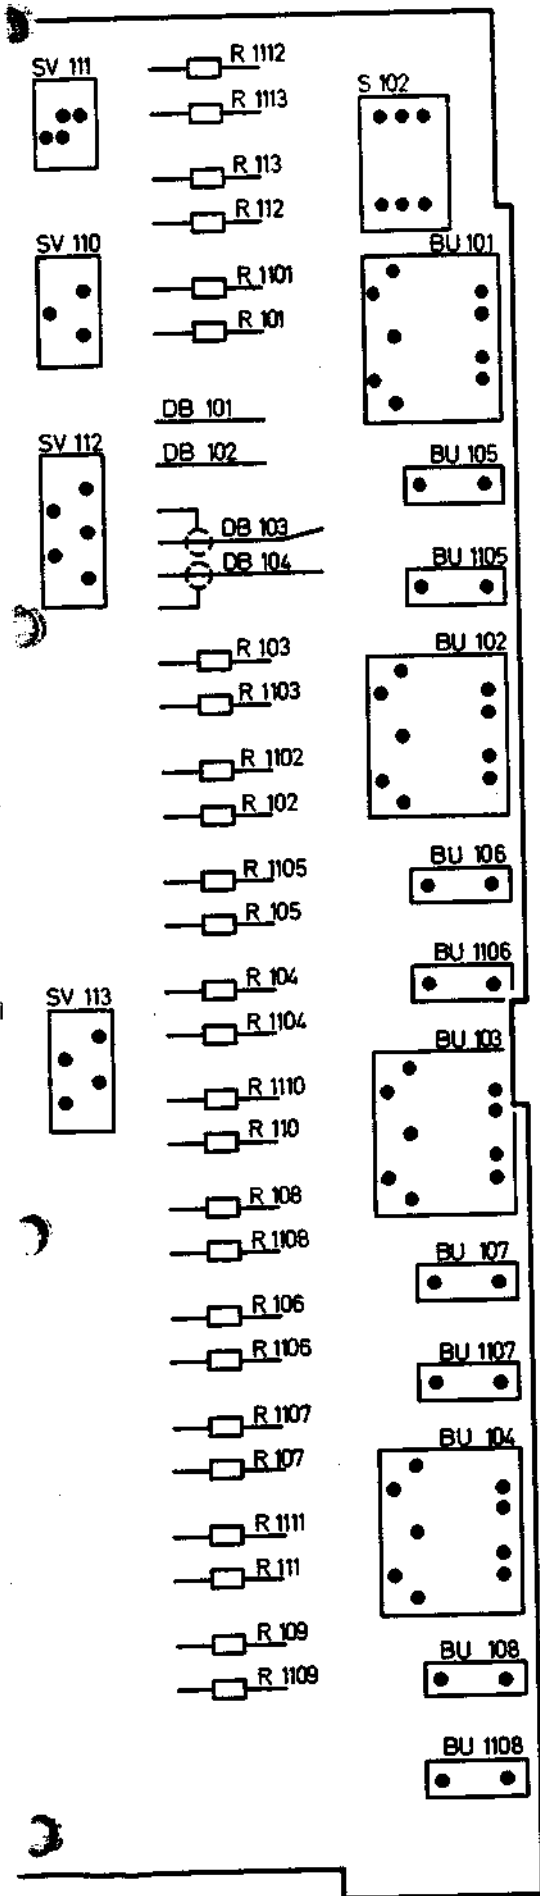 R 1112
SV 111
S 102
R 1113
R 113
R 112
SV 110
BU 101
R 1101
R 101
DB 101
SV 112
DB 102
BU 105
DB 103
DB 104
BU 1105
R 103
BU 102
R 1103
R 1102
R 102
BU 106
R 1105
R 105
BU 1106
R 104
SV 113
R 1104
BU 103
R 1110
R 110
R 108
R 1108
BU 107
R 106
R 1106
BU 1107
R 1107
BU 104
R 107
R 1111
R 111
R 109
BU 108
R 1109
BU 1108